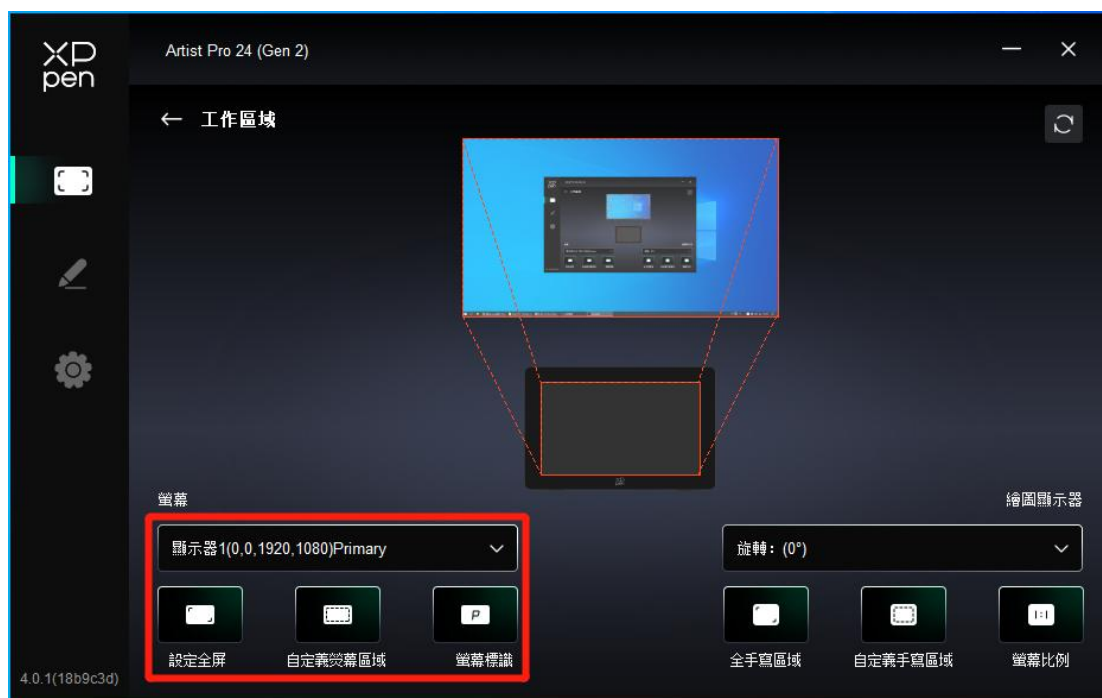 XP
pen
Artist Pro 24 (Gen 2)
工作區域
螢幕
繪圖顯示器
顯示器1(0,0,1920,1080)Primary
旋轉：(0°)
P
1:1
設定全屏
自定義熒幕區域
螢幕標識
全手寫區域
自定義手寫區域
螢幕比例
4.0.1(18b9c3d)